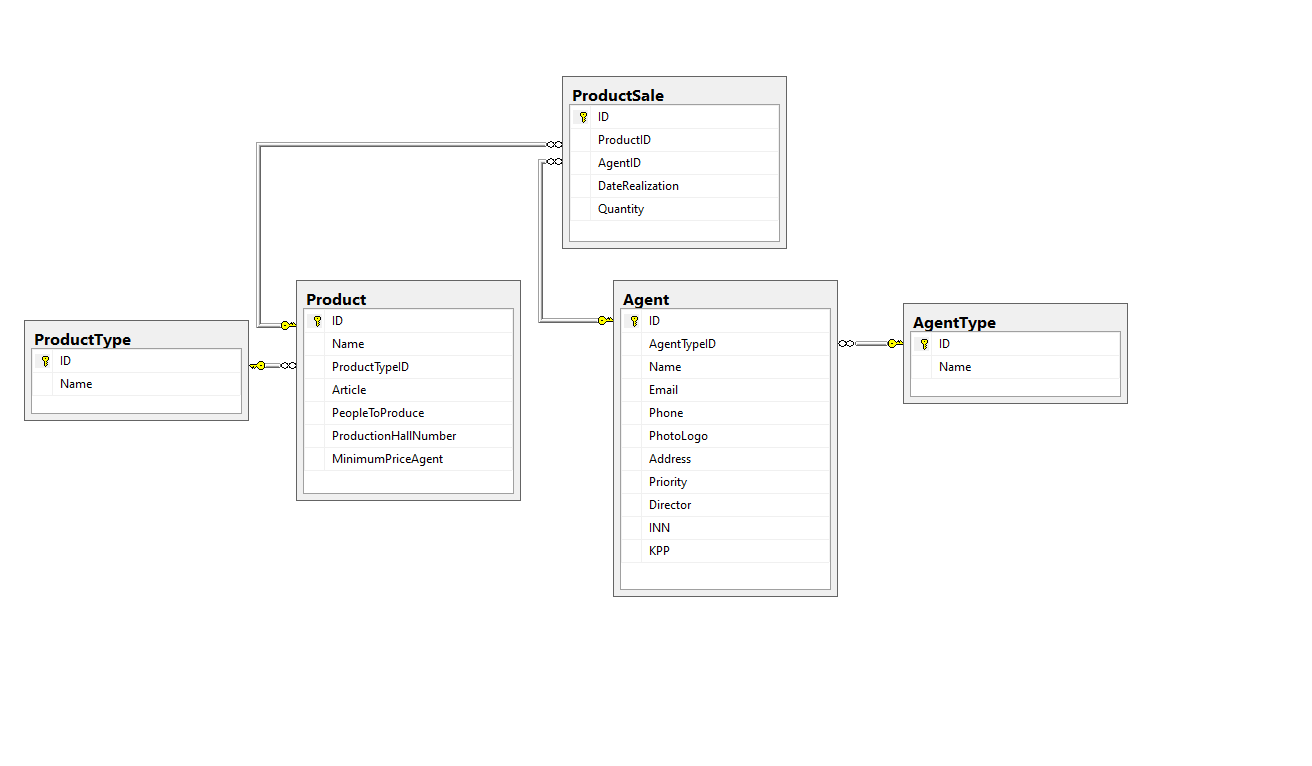 ProductSale
ID
ProductID
AgentID
DateRealization
Quantity
ProductType
ID
Name
Product
ID
Name
ProductTypeID
Article
PeopleToProduce
ProductionHallNumber
MinimumPriceAgent
Agent
ID
AgentTypeID
Name
Email
Phone
PhotoLogo
Address
Priority
Director
INN
KPP
AgentType
ID
Name